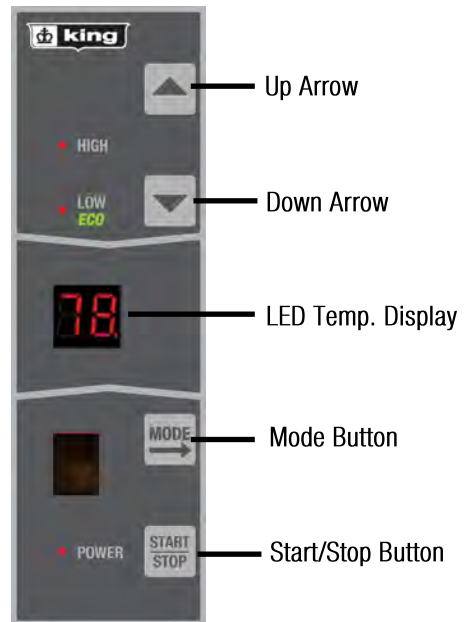 king
Up Arrow
HIGH
Down Arrow
LOW
ECO
78.
LED Temp. Display
MODE
Mode Button
POWER
START
STOP
Start/Stop Button